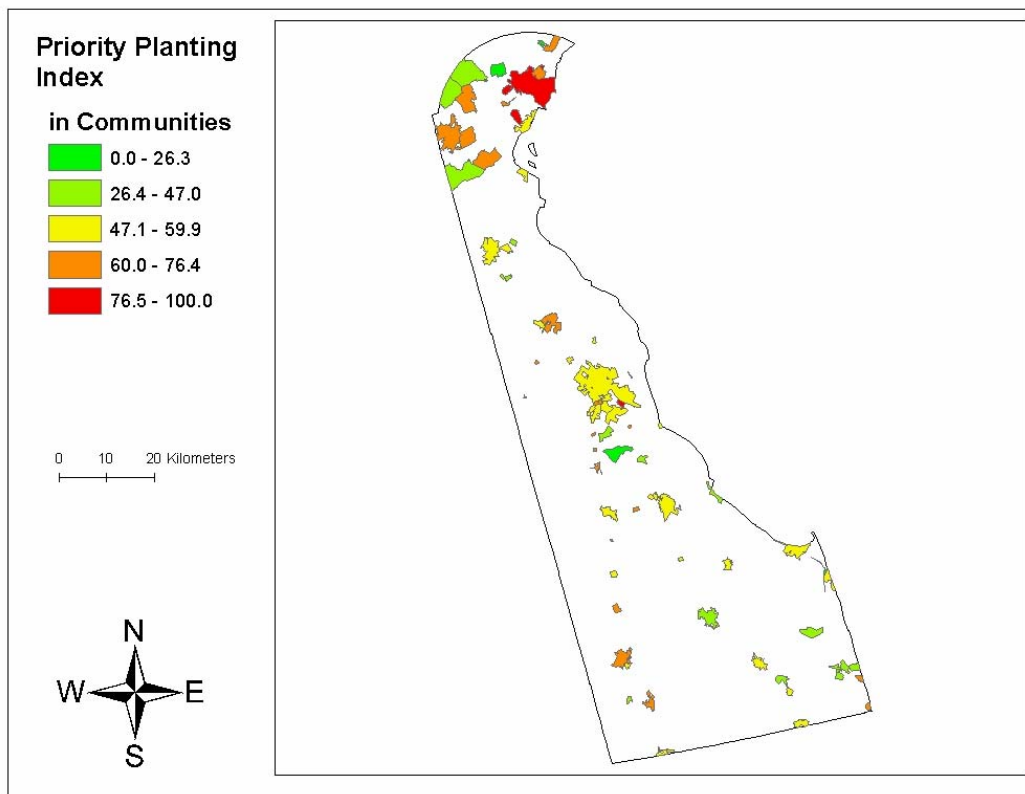 Priority Planting
Index
in Communities
0.0 - 26.3
26.4 - 47.0
47.1 - 59.9
60.0 - 76.4
76.5 - 100.0
0 10 20 Kilometers
N
W E
S